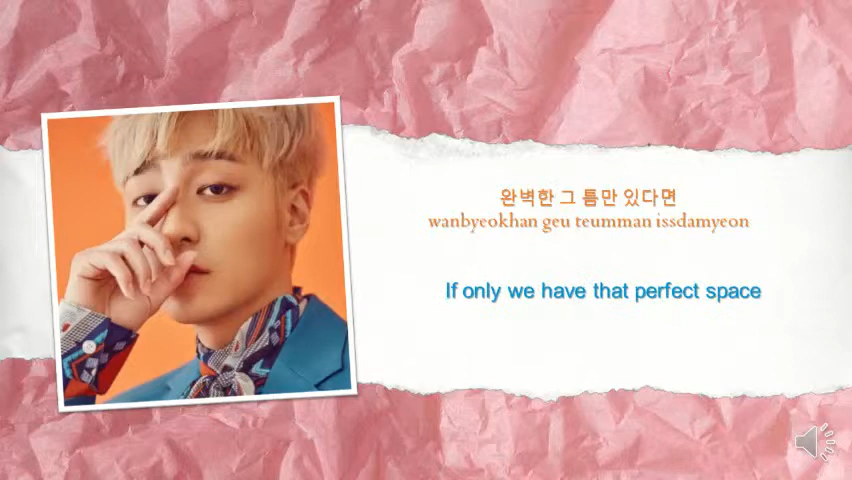 완벽한 그 틈만 있다면
wanbyeokhan geu teumman issdamyeon
If only we have that perfect space